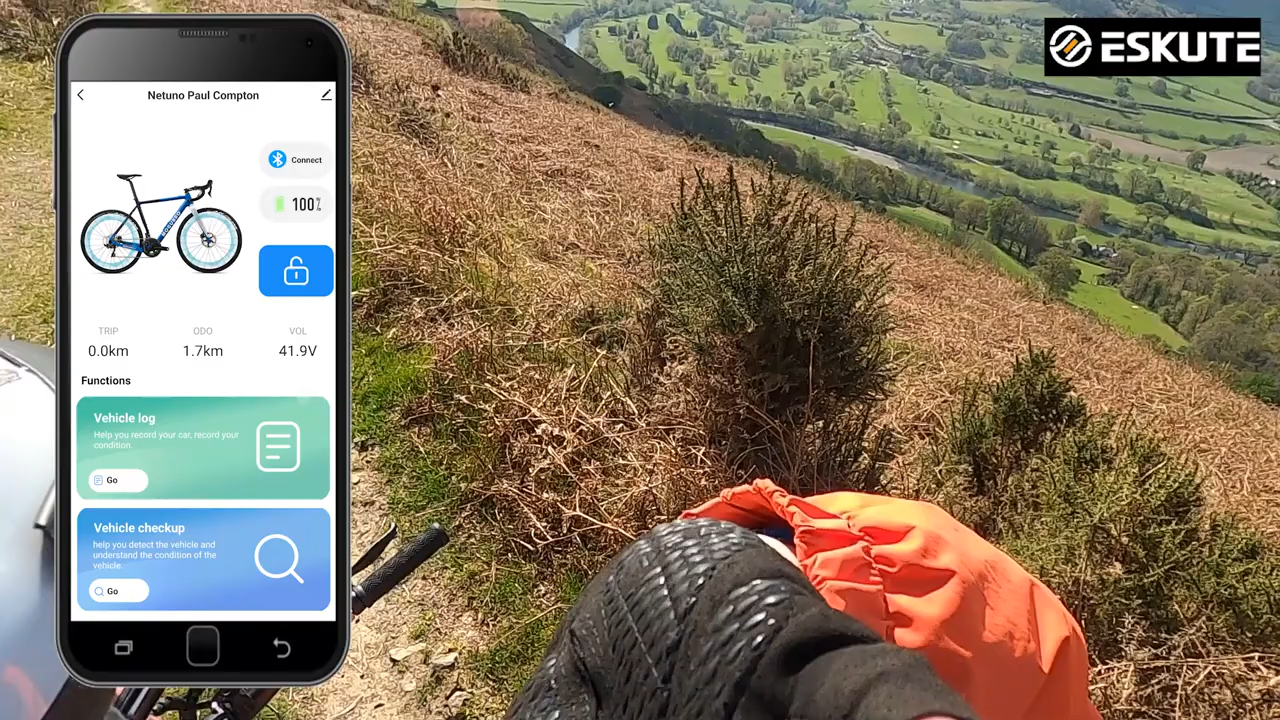 ESKUTE
Netuno Paul Compton
Connect
100%
TRIP
ODO
VOL
0.0km
1.7km
41.9V
Functions
Vehicle log
Help you record your car, record your
condition.
Go
Vehicle checkup
help you detect the vehicle and
understand the condition of the
vehicle.
Go